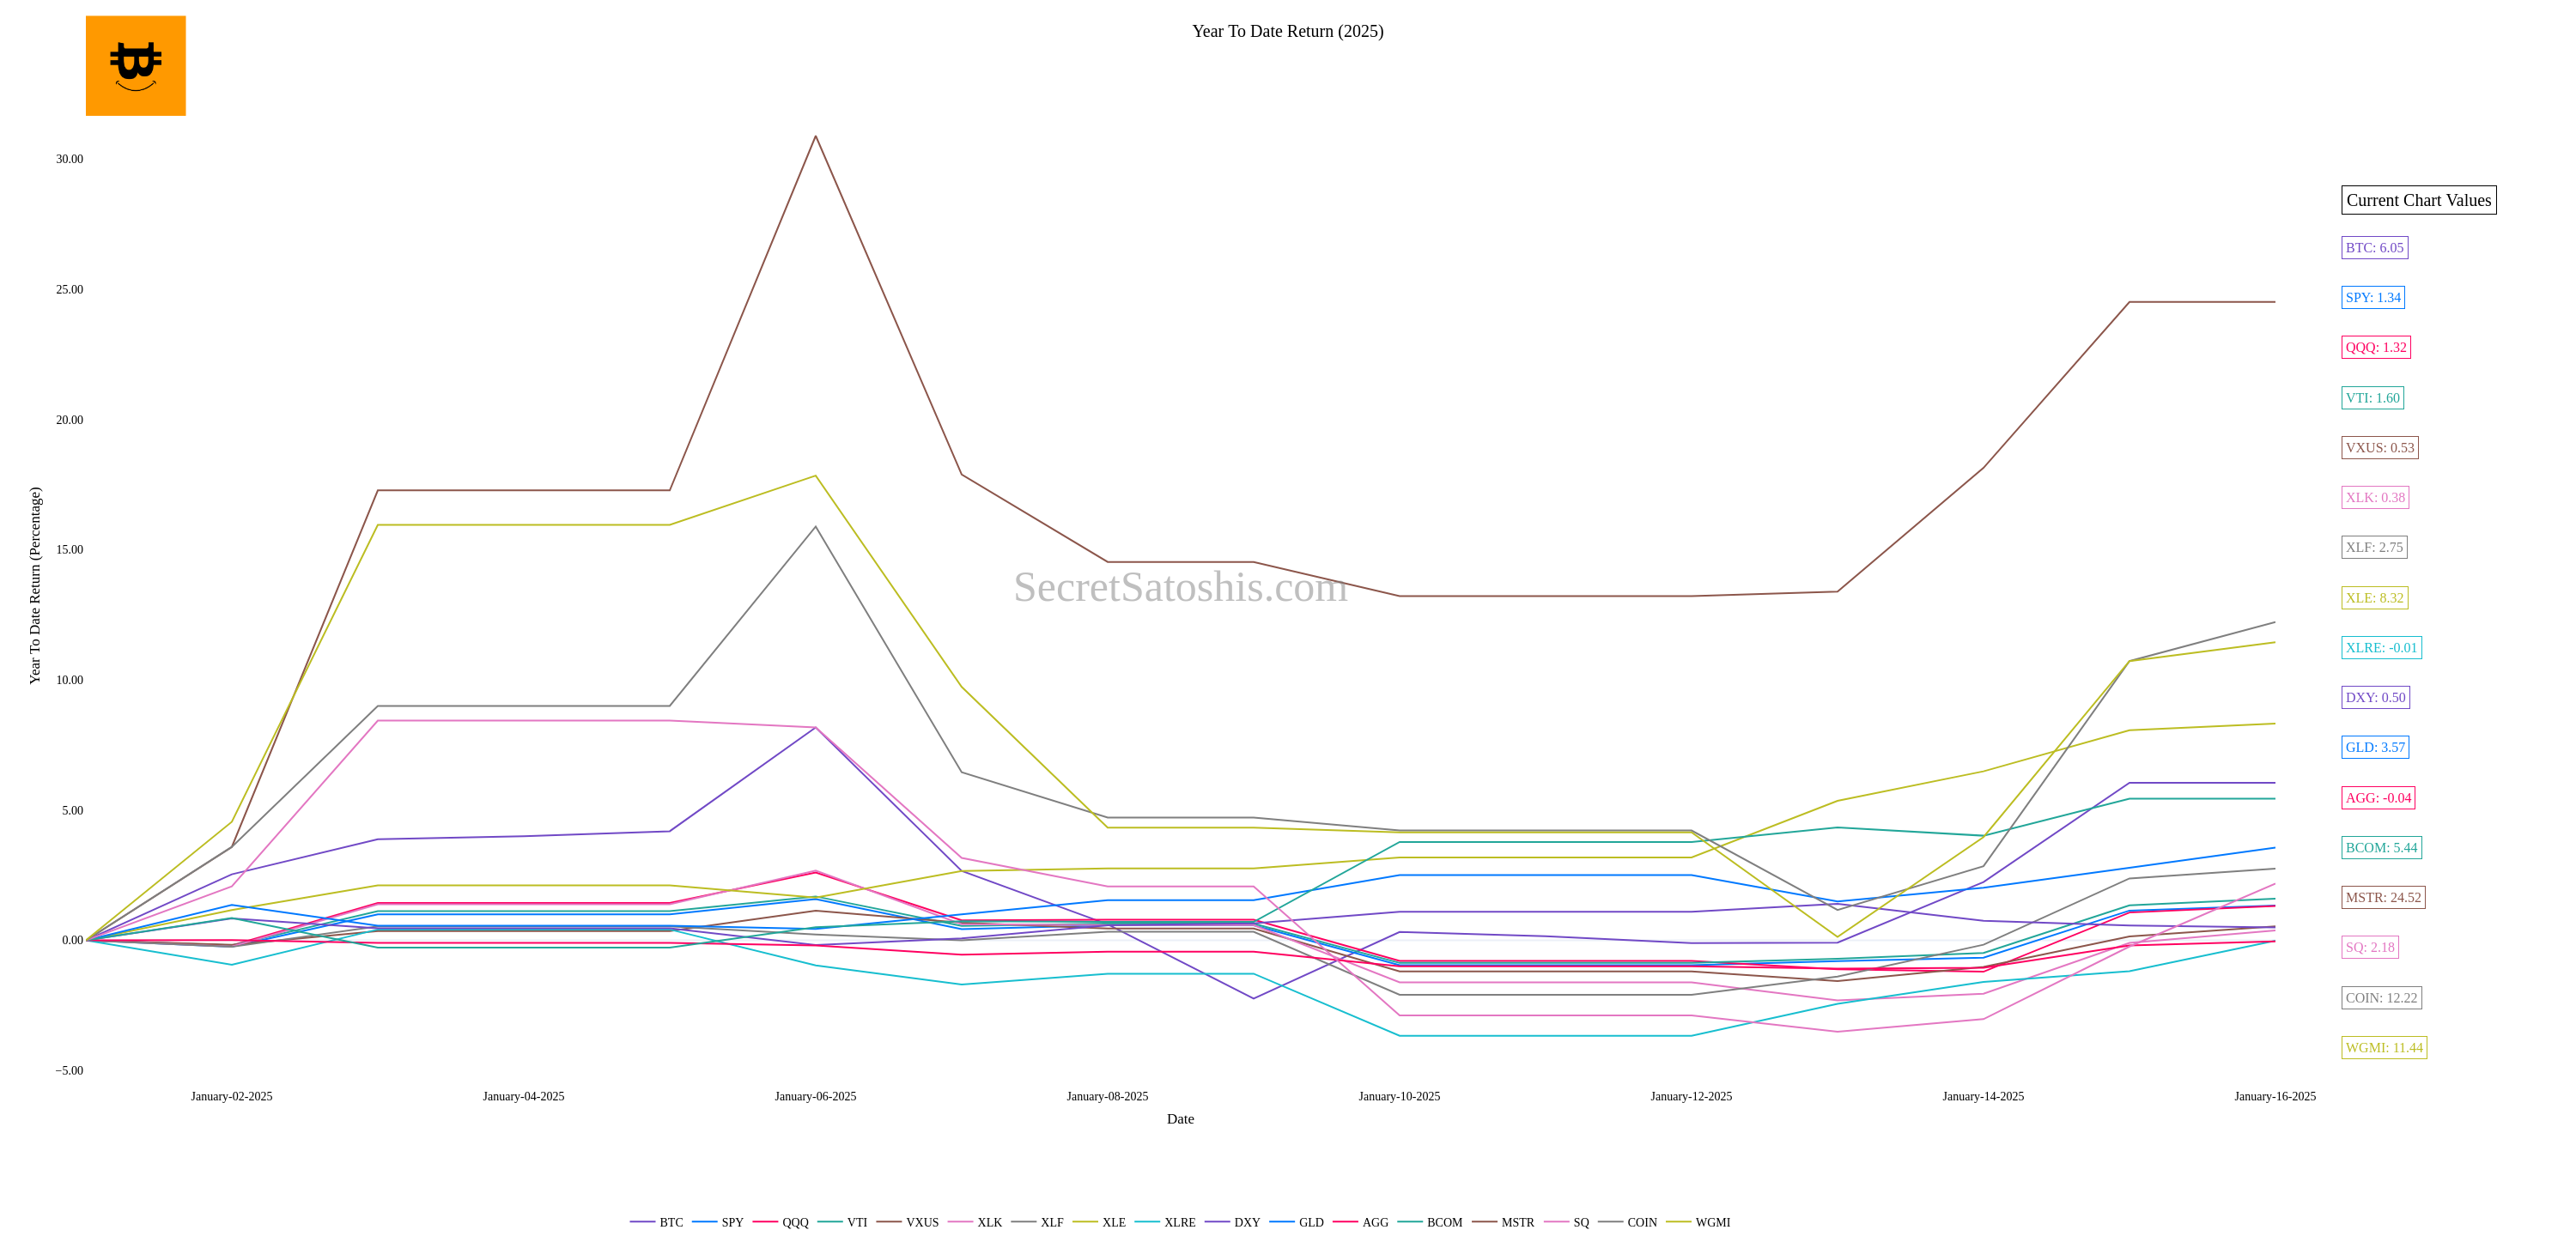 Year To Date Return (2025)
30.00
25.00
20.00
15.00
10.00
5.00
0.00
−5.00
Year To Date Return (Percentage)
SecretSatoshis.com
January-02-2025
January-04-2025
January-06-2025
January-08-2025
January-10-2025
January-12-2025
January-14-2025
January-16-2025
Date
Current Chart Values
BTC: 6.05
SPY: 1.34
QQQ: 1.32
VTI: 1.60
VXUS: 0.53
XLK: 0.38
XLF: 2.75
XLE: 8.32
XLRE: -0.01
DXY: 0.50
GLD: 3.57
AGG: -0.04
BCOM: 5.44
MSTR: 24.52
SQ: 2.18
COIN: 12.22
WGMI: 11.44
BTC SPY QQQ VTI VXUS XLK XLF XLE XLRE DXY GLD AGG BCOM MSTR SQ COIN WGMI